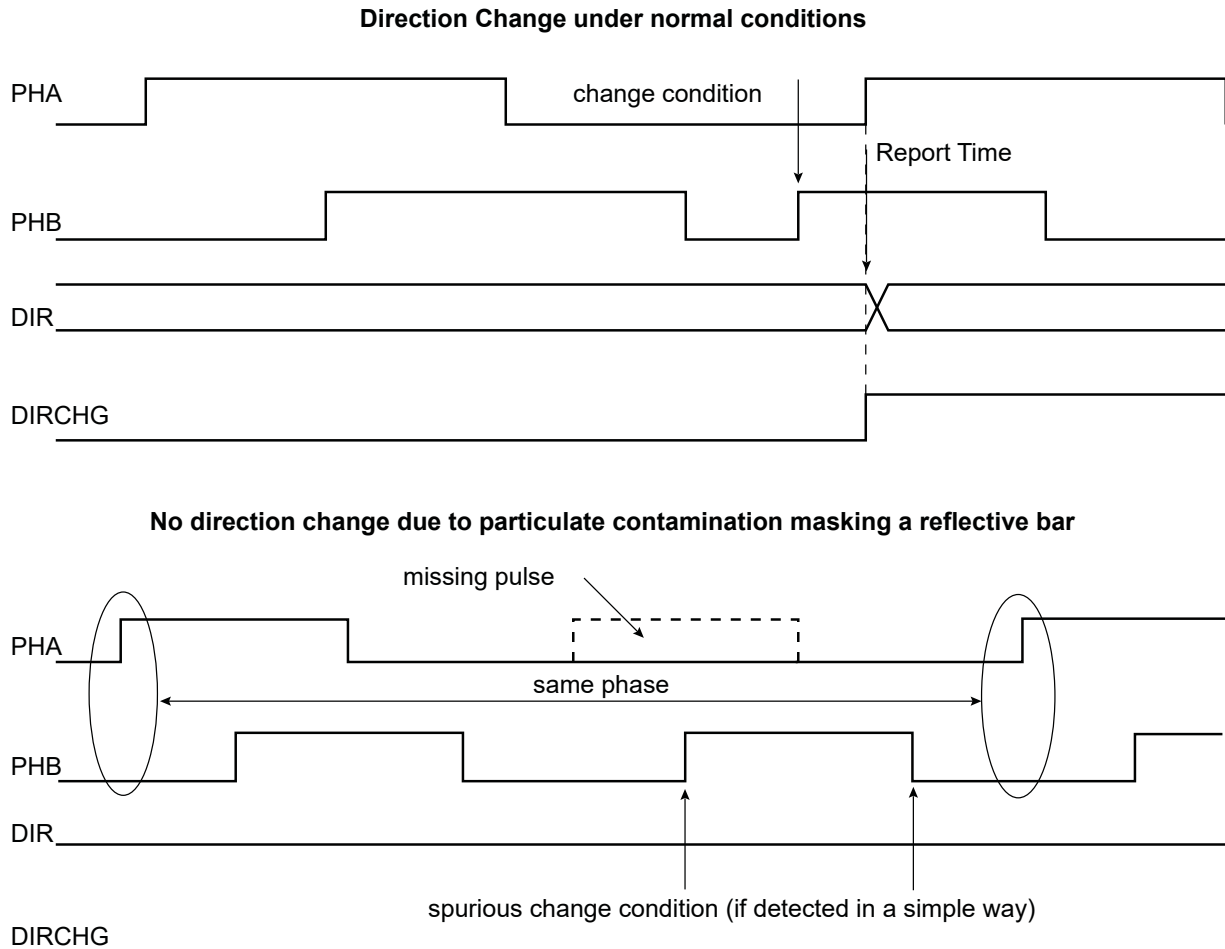 Direction Change under normal conditions
PHA
change condition
Report Time
PHB
DIR
DIRCHG
No direction change due to particulate contamination masking a reflective bar
missing pulse
PHA
same phase
PHB
DIR
spurious change condition (if detected in a simple way)
DIRCHG